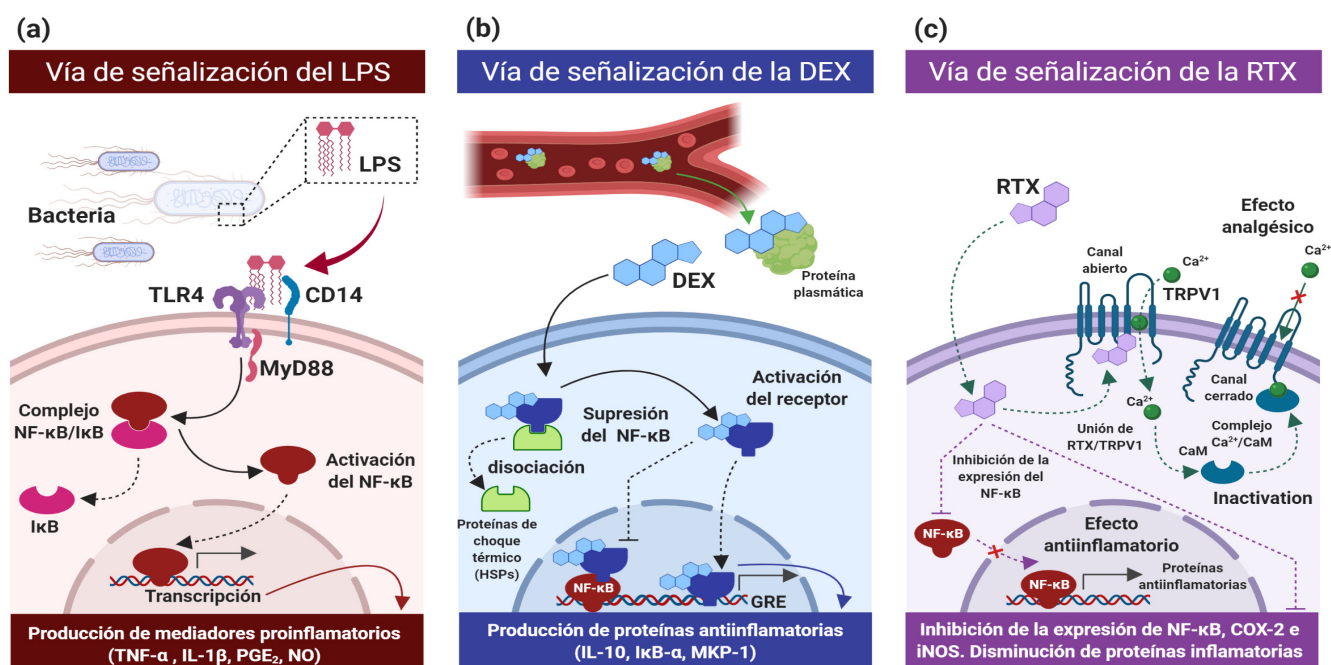 (a)
Vía de señalización del LPS
LPS
Bacteria
TLR4
CD14
MyD88
Complejo
NF-κB/IκB
Activación
del NF-κB
IκB
Transcripción
Producción de mediadores proinflamatorios
(TNF-α , IL-1β, PGE₂, NO)
(b)
Vía de señalización de la DEX
DEX
Proteína
plasmática
Activación
del receptor
Supresión
del NF-κB
disociación
Proteínas de
choque
térmico
(HSPs)
NF-κB
GRE
Producción de proteínas antiinflamatorias
(IL-10, IκB-α, MKP-1)
(c)
Vía de señalización de la RTX
RTX
Efecto
analgésico
Canal
abierto
Ca²⁺
Ca²⁺
TRPV1
Canal
cerrado
Ca²⁺
Unión de
RTX/TRPV1
Complejo
Ca²⁺/CaM
CaM
Inactivation
Inhibición de la
expresión del
NF-κB
NF-κB
Efecto
antiinflamatorio
NF-κB
Proteínas
antiinflamatorias
Inhibición de la expresión de NF-κB, COX-2 e
iNOS. Disminución de proteínas inflamatorias